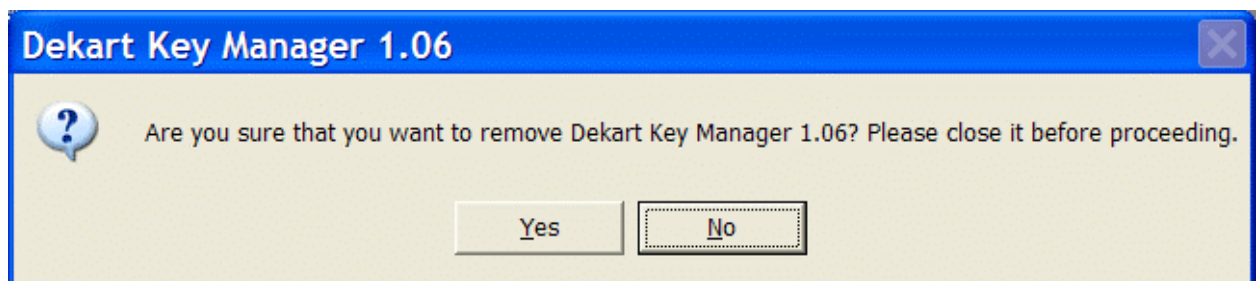 Dekart Key Manager 1.06
Are you sure that you want to remove Dekart Key Manager 1.06? Please close it before proceeding.
Yes No